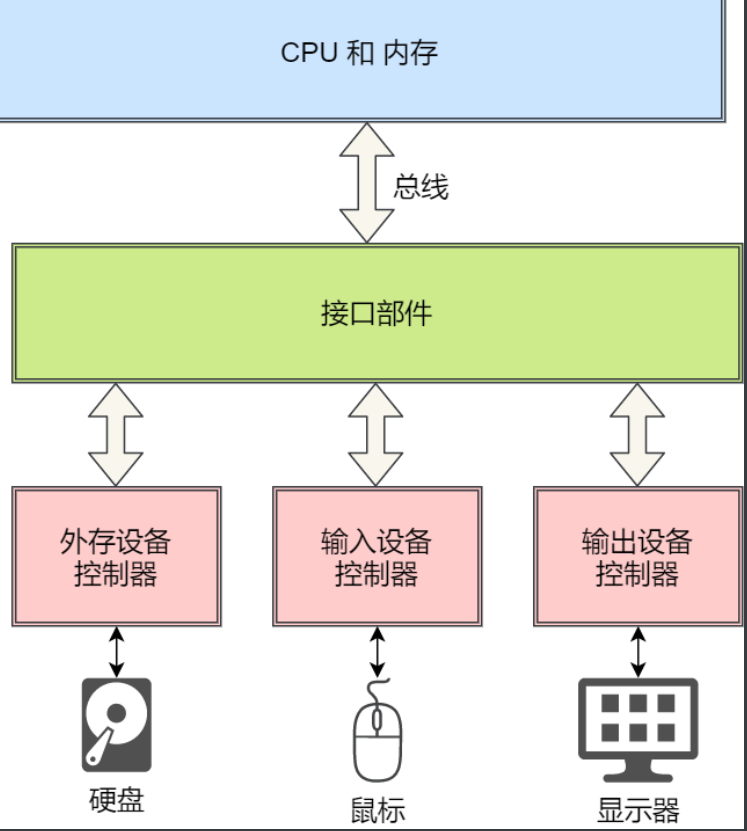 CPU 和 内存
总线
接口部件
外存设备
控制器
输入设备
控制器
输出设备
控制器
硬盘
鼠标
显示器